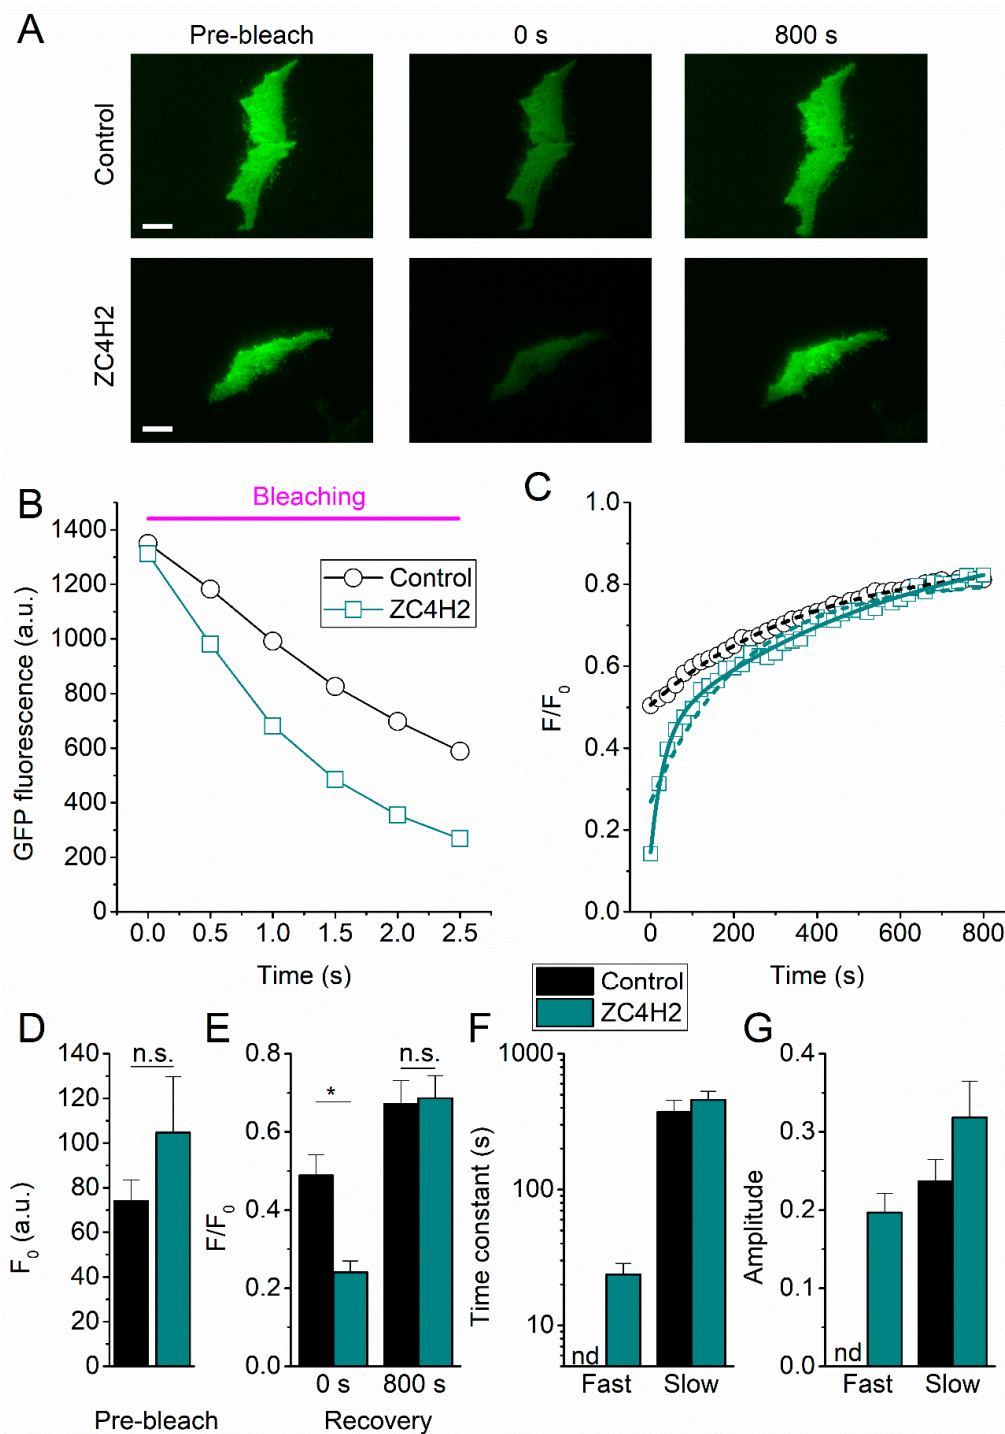 A
Pre-bleach 0 s 800 s
Control
ZC4H2
B
Bleaching
Control
ZC4H2
GFP fluorescence (a.u.)
1400
1200
1000
800
600
400
200
0
0.0 0.5 1.0 1.5 2.0 2.5
Time (s)
C
F/F0
1.0
0.8
0.6
0.4
0.2
0.0
0 200 400 600 800
Time (s)
Control
ZC4H2
D
F0 (a.u.)
140
120
100
80
60
40
20
0
n.s.
Pre-bleach
E
F/F0
0.8
0.6
0.4
0.2
0.0
*
n.s.
0 s 800 s
Recovery
F
Time constant (s)
1000
100
10
nd
Fast Slow
G
Amplitude
0.4
0.3
0.2
0.1
0.0
nd
Fast Slow